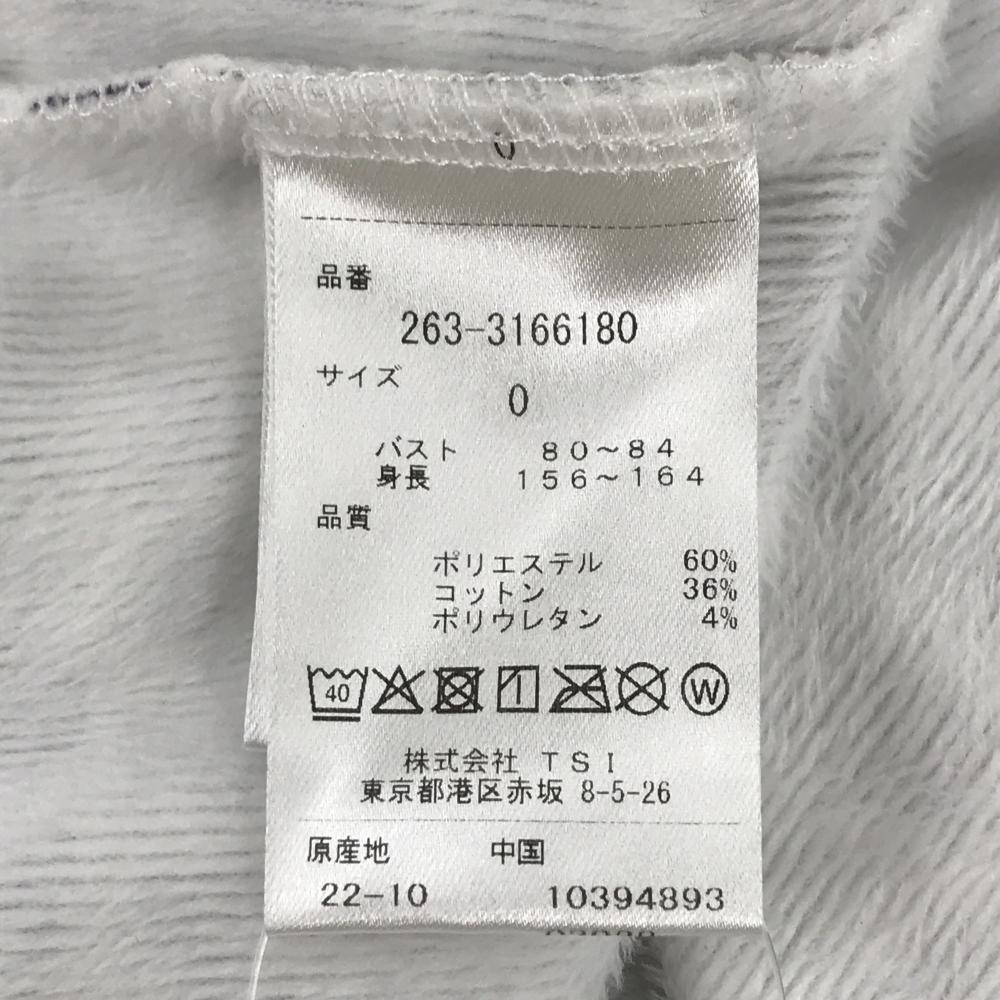 0
品番
263-3166180
サイズ
0
バスト 80〜84
身長 156〜164
品質
ポリエステル 60%
コットン 36%
ポリウレタン 4%
40 W
株式会社 TSI
東京都港区赤坂 8-5-26
原産地 中国
22-10 10394893